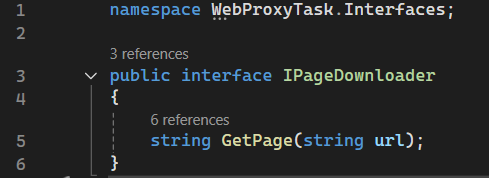 1 namespace WebProxyTask.Interfaces;
2
3 references
3 public interface IPageDownloader
4 {
6 references
5 string GetPage(string url);
6 }